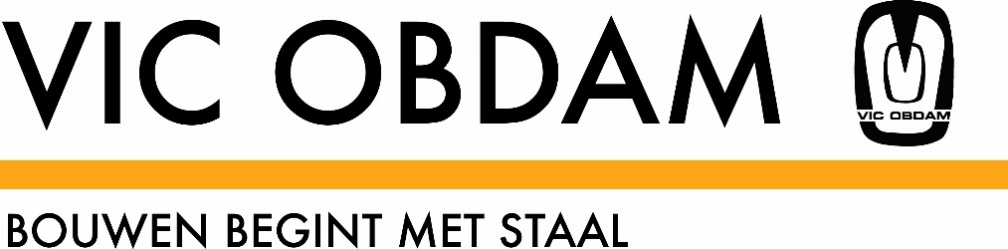 VIC OBDAM
VIC OBDAM
BOUWEN BEGINT MET STAAL